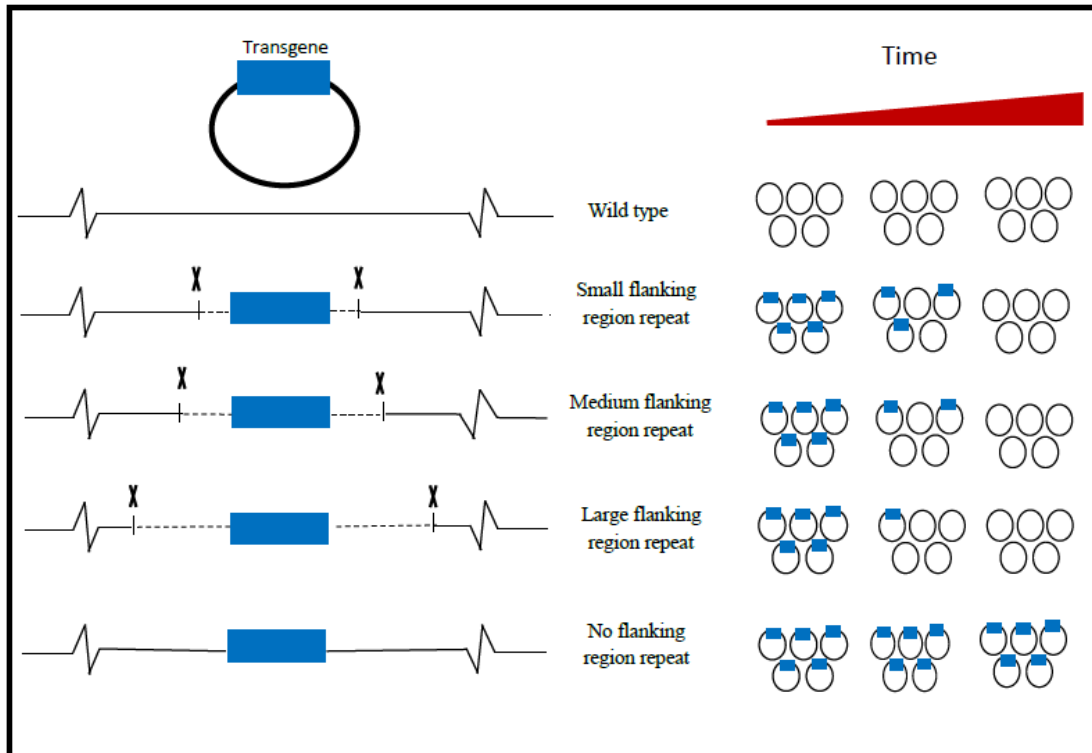 Transgene
Time
Wild type
X X
Small flanking
region repeat
X X
Medium flanking
region repeat
X X
Large flanking
region repeat
No flanking
region repeat